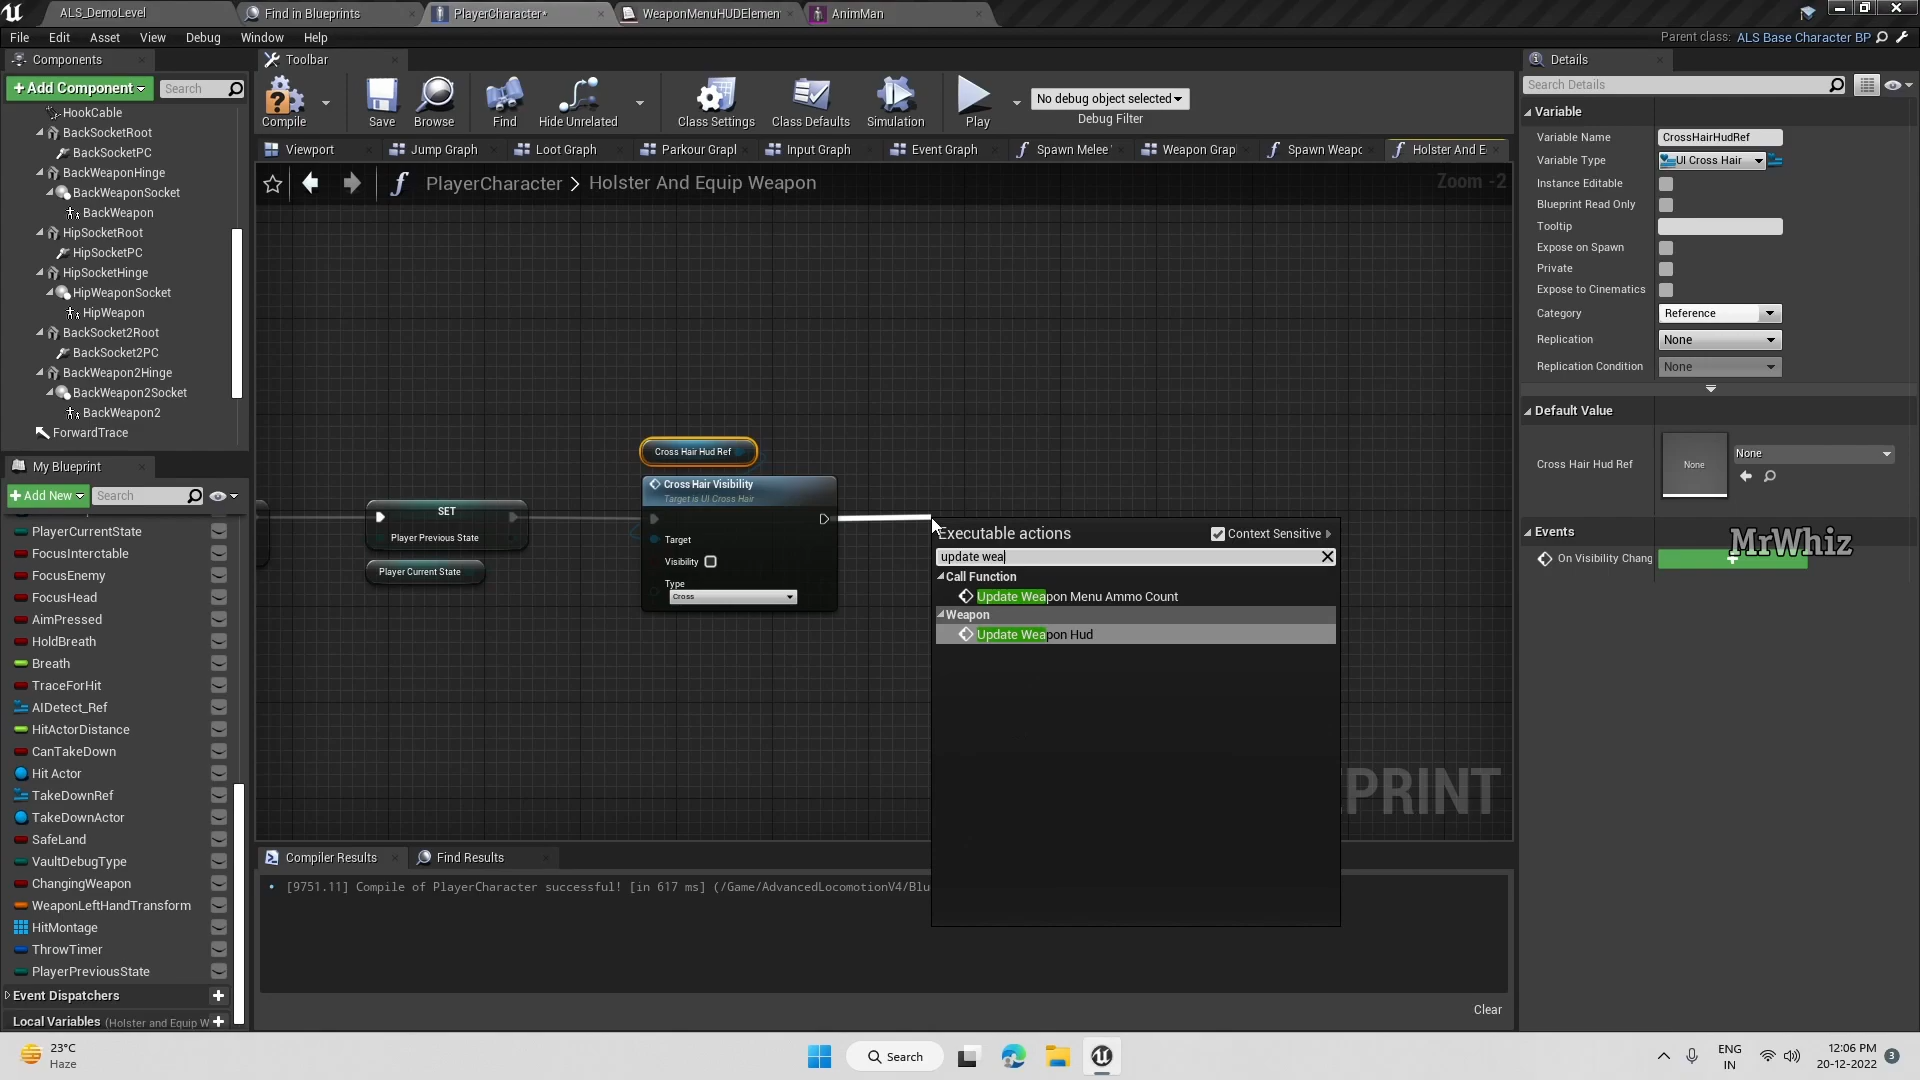 ALS_DemoLevel
Find in Blueprints
PlayerCharacter*
WeaponMenuHUDElemen
AnimMan
File Edit Asset View Debug Window Help
Parent class: ALS Base Character BP
Components
Toolbar
Details
+Add Component
Search
Search Details
HookCable
BackSocketRoot
BackSocketPC
BackWeaponHinge
BackWeaponSocket
BackWeapon
HipSocketRoot
HipSocketPC
HipSocketHinge
HipWeaponSocket
HipWeapon
BackSocket2Root
BackSocket2PC
BackWeapon2Hinge
BackWeapon2Socket
BackWeapon2
ForwardTrace
Compile
Save
Browse
Find
Hide Unrelated
Class Settings
Class Defaults
Simulation
Play
No debug object selected
Debug Filter
Viewport
Jump Graph
Loot Graph
Parkour Grapl
Input Graph
Event Graph
Spawn Melee
Weapon Grap
Spawn Weapo
Holster And E
PlayerCharacter > Holster And Equip Weapon
Zoom -2
Cross Hair Hud Ref
Cross Hair Visibility
Target is UI Cross Hair
Target
Visibility
Type
Cross
SET
Player Previous State
Player Current State
Executable actions
Context Sensitive
update wea
Call Function
Update Weapon Menu Ammo Count
Weapon
Update Weapon Hud
PRINT
My Blueprint
+Add New
Search
PlayerCurrentState
FocusInteractable
FocusEnemy
FocusHead
AimPressed
HoldBreath
Breath
TraceForHit
AIDetect_Ref
HitActorDistance
CanTakeDown
Hit Actor
TakeDownRef
TakeDownActor
SafeLand
VaultDebugType
ChangingWeapon
WeaponLeftHandTransform
HitMontage
ThrowTimer
PlayerPreviousState
Event Dispatchers
Local Variables (Holster and Equip W
Compiler Results
Find Results
[9751.11] Compile of PlayerCharacter successful! [in 617 ms] (/Game/AdvancedLocomotionV4/Blu
Clear
Variable
Variable Name CrossHairHudRef
Variable Type UI Cross Hair
Instance Editable
Blueprint Read Only
Tooltip
Expose on Spawn
Private
Expose to Cinematics
Category Reference
Replication None
Replication Condition None
Default Value
Cross Hair Hud Ref
None
None
Events
On Visibility Chang
MrWhiz
23°C
Haze
Search
ENG
IN
12:06 PM
20-12-2022
3